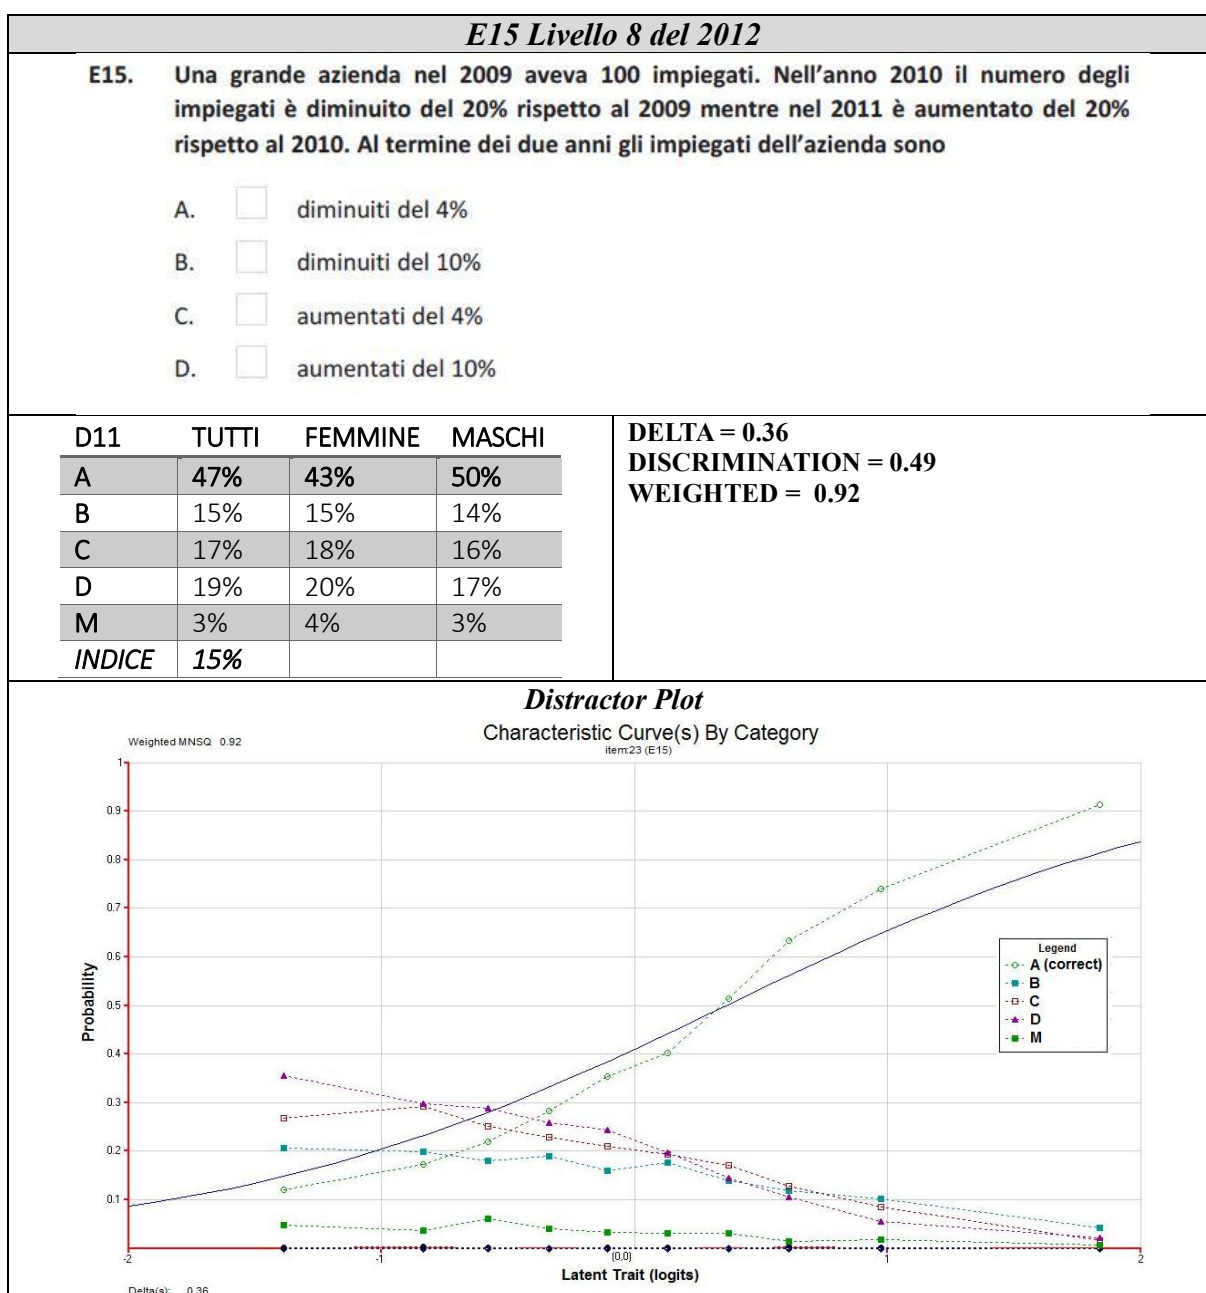 E15 Livello 8 del 2012
E15. Una grande azienda nel 2009 aveva 100 impiegati. Nell'anno 2010 il numero degli
impiegati è diminuito del 20% rispetto al 2009 mentre nel 2011 è aumentato del 20%
rispetto al 2010. Al termine dei due anni gli impiegati dell'azienda sono
A. diminuiti del 4%
B. diminuiti del 10%
C. aumentati del 4%
D. aumentati del 10%
D11 TUTTI FEMMINE MASCHI
A 47% 43% 50%
B 15% 15% 14%
C 17% 18% 16%
D 19% 20% 17%
M 3% 4% 3%
INDICE 15%
DELTA = 0.36
DISCRIMINATION = 0.49
WEIGHTED = 0.92
Distractor Plot
Characteristic Curve(s) By Category
item:23 (E15)
Weighted MNSQ 0.92
1
0.9
0.8
0.7
0.6
0.5
0.4
0.3
0.2
0.1
Probability
Legend
A (correct)
B
C
D
M
-2 -1 (0,0) 1 2
Latent Trait (logits)
Delta(s): 0.36